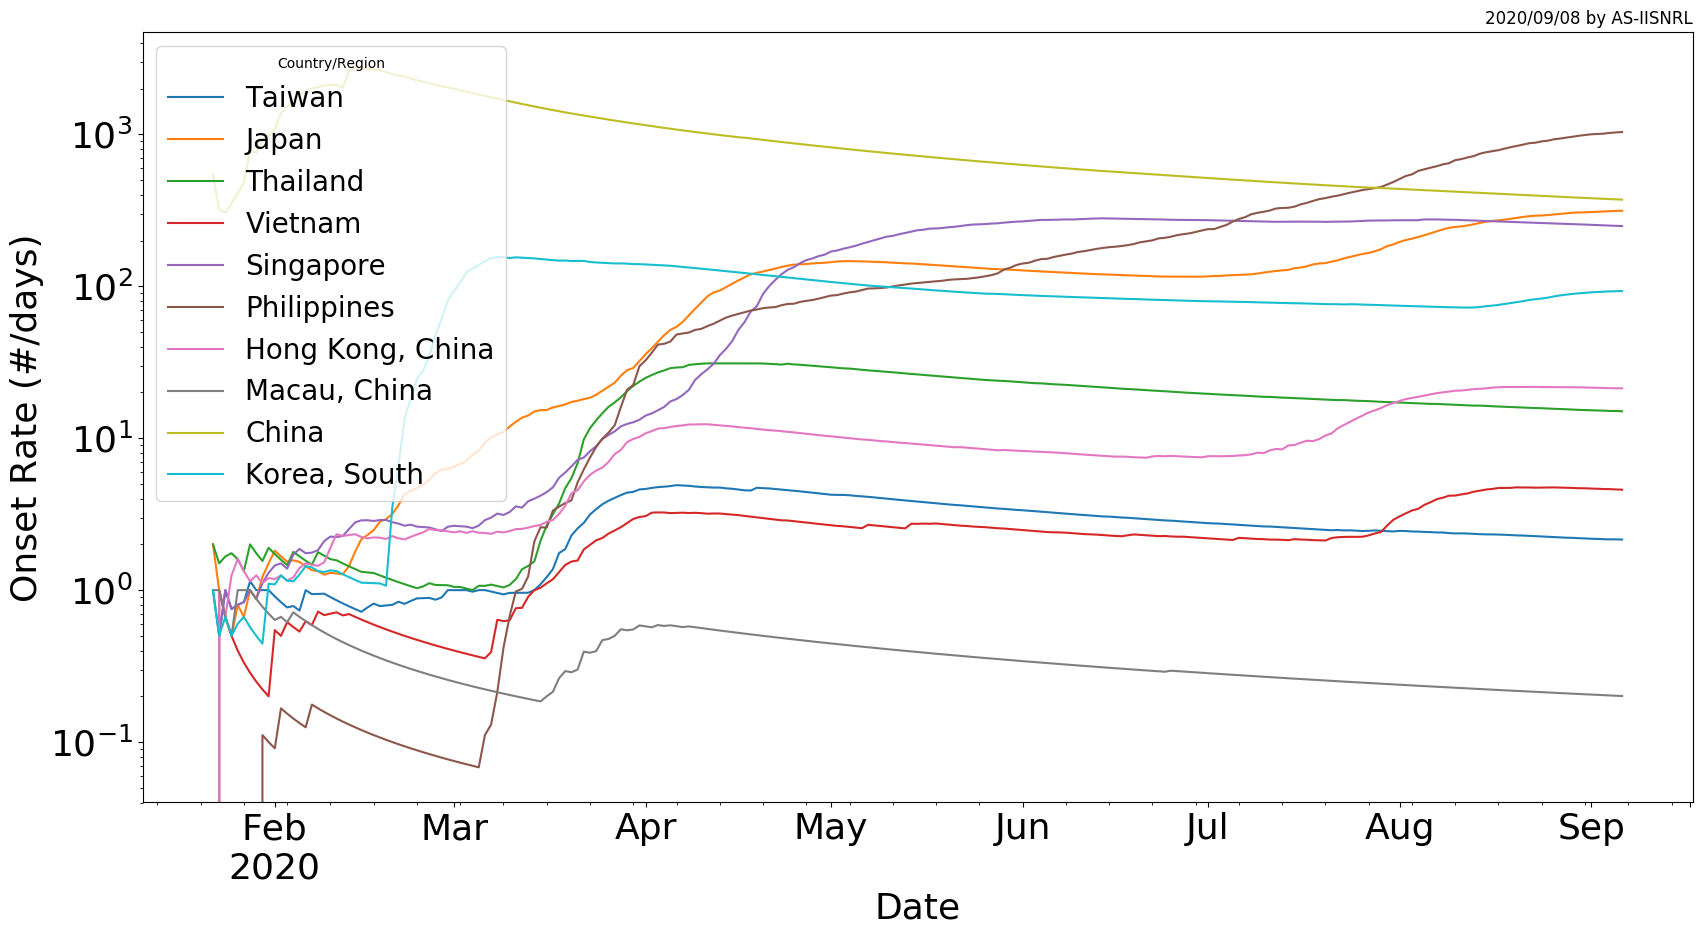 2020/09/08 by AS-IISNRL
Country/Region
Taiwan
Japan
Thailand
Vietnam
Singapore
Philippines
Hong Kong, China
Macau, China
China
Korea, South
Onset Rate (#/days)
10³
10²
10¹
10⁰
10⁻¹
Feb Mar Apr May Jun Jul Aug Sep
2020
Date